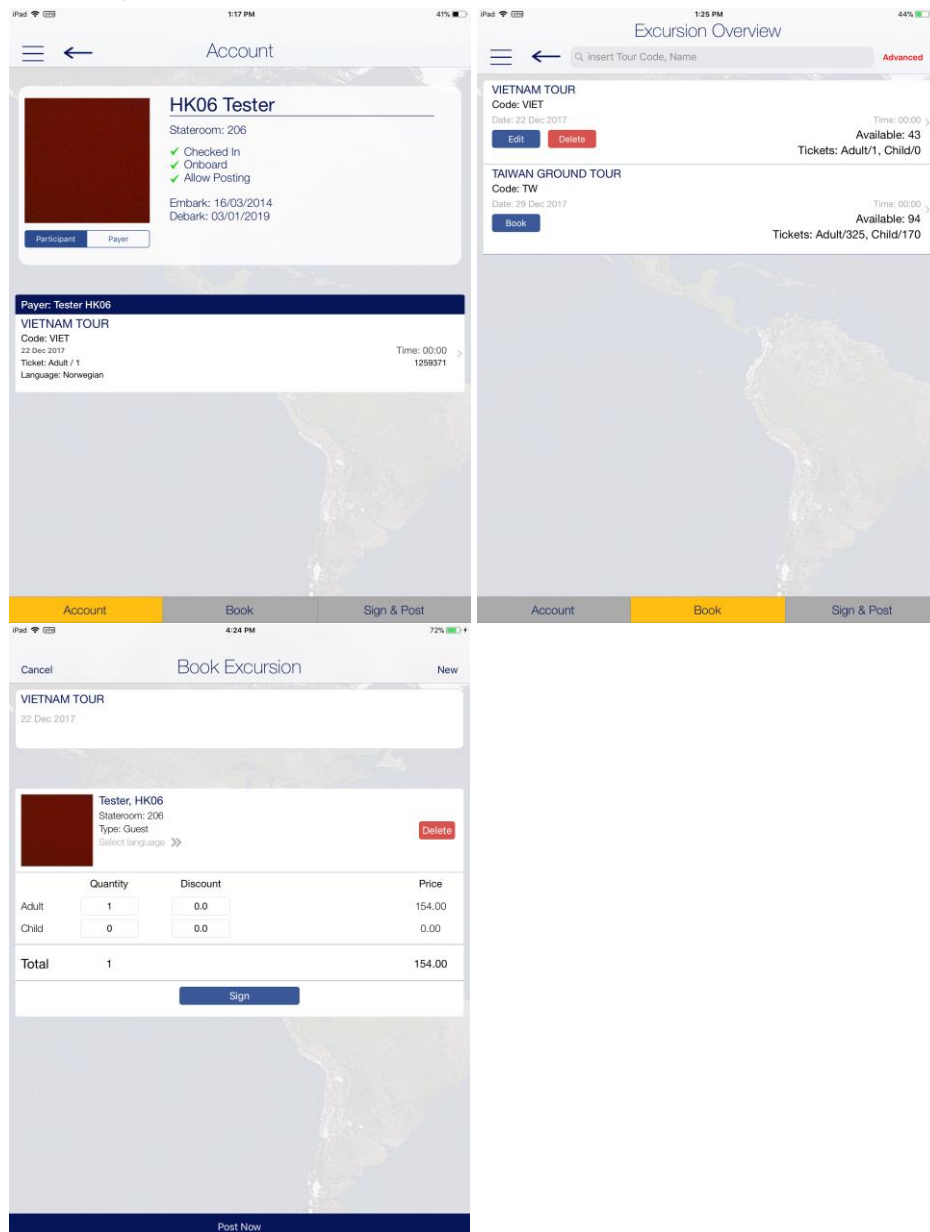 iPad 1:17 PM 41%
Account
HK06 Tester
Stateroom: 206
Checked In
Onboard
Allow Posting
Embark: 16/03/2014
Debark: 03/01/2019
Participant Payer
Payer: Tester HK06
VIETNAM TOUR
Code: VIET
22 Dec 2017 Time: 00:00
Ticket: Adult / 1 1259371
Language: Norwegian
Account Book Sign & Post
iPad 1:25 PM 44%
Excursion Overview
Insert Tour Code, Name Advanced
VIETNAM TOUR
Code: VIET
Date: 22 Dec 2017 Time: 00:00
Edit Delete Available: 43
Tickets: Adult/1, Child/0
TAIWAN GROUND TOUR
Code: TW
Date: 29 Dec 2017 Time: 00:00
Book Available: 94
Tickets: Adult/325, Child/170
Account Book Sign & Post
iPad VPN 4:24 PM 72%
Cancel Book Excursion New
VIETNAM TOUR
22 Dec 2017
Tester, HK06
Stateroom: 206
Type: Guest
Select language
Delete
Quantity Discount Price
Adult 1 0.0 154.00
Child 0 0.0 0.00
Total 1 154.00
Sign
Post Now